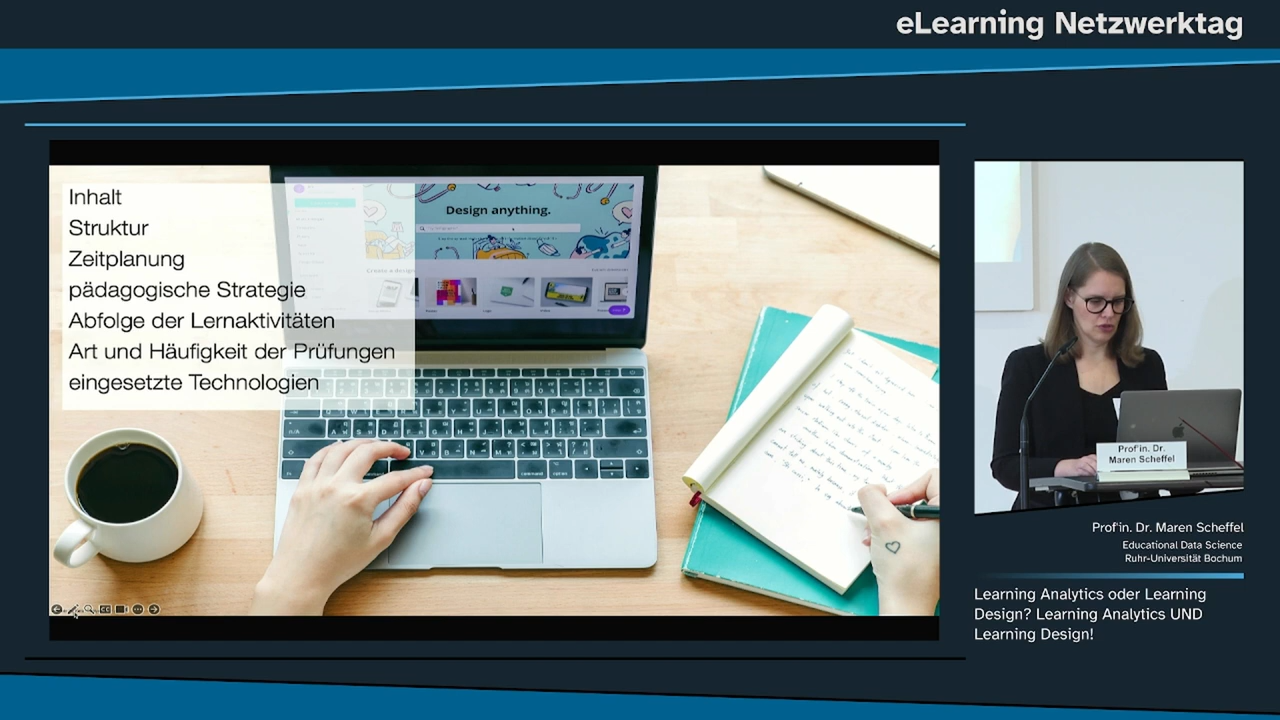 eLearning Netzwerktag
Inhalt
Struktur
Zeitplanung
pädagogische Strategie
Abfolge der Lernaktivitäten
Art und Häufigkeit der Prüfungen
eingesetzte Technologien
Design anything.
Prof'in. Dr.
Maren Scheffel
Prof'in. Dr. Maren Scheffel
Educational Data Science
Ruhr-Universität Bochum
Learning Analytics oder Learning
Design? Learning Analytics UND
Learning Design!